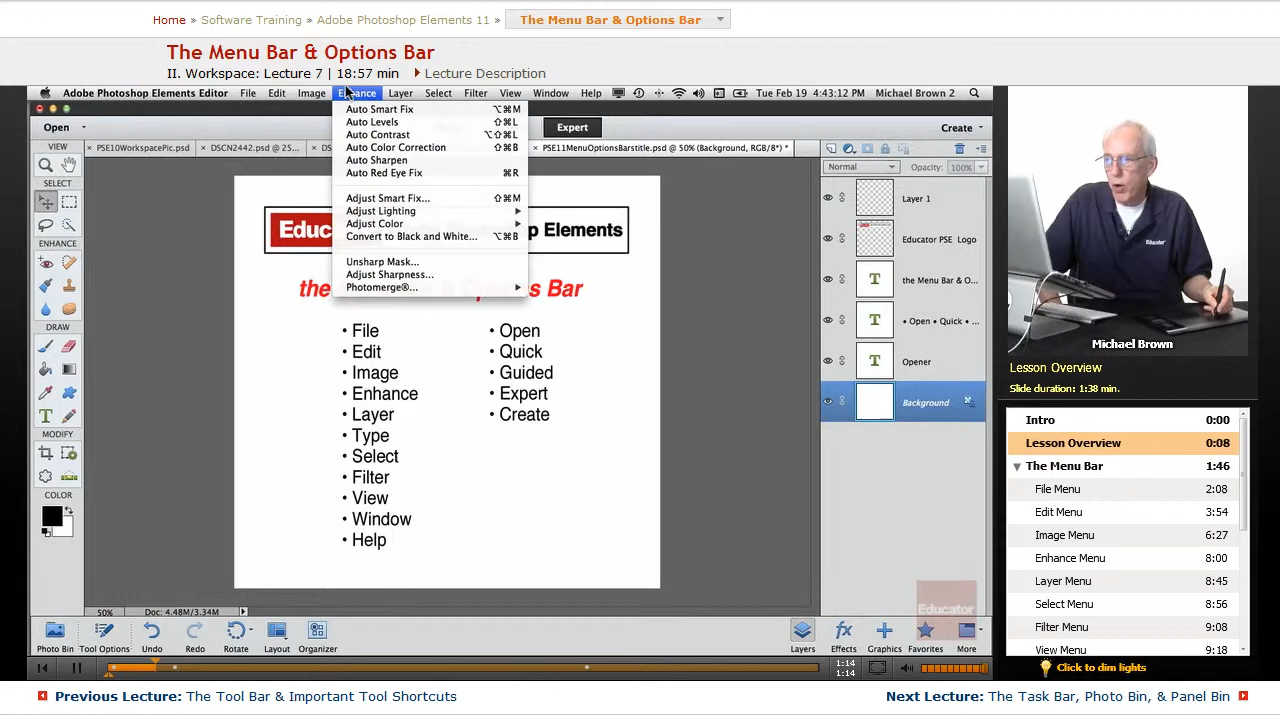 Home » Software Training » Adobe Photoshop Elements 11 » The Menu Bar & Options Bar
The Menu Bar & Options Bar
II. Workspace: Lecture 7 | 18:57 min Lecture Description
Adobe Photoshop Elements Editor File Edit Image Enhance Layer Select Filter View Window Help Tue Feb 19 4:43:12 PM Michael Brown 2
Open Expert Create
× PSE10WorkspacePic.psd × DSCN2442.psd @ 25... × DS × PSE11MenuOptionsBarstitle.psd @ 50% (Background, RGB/8*) *
Auto Smart Fix ⌥⌘M
Auto Levels ⇧⌘L
Auto Contrast ⌥⇧⌘L
Auto Color Correction ⇧⌘B
Auto Sharpen
Auto Red Eye Fix ⌘R
Adjust Smart Fix... ⇧⌘M
Adjust Lighting
Adjust Color
Convert to Black and White... ⌥⌘B
Unsharp Mask...
Adjust Sharpness...
Photomerge®...
VIEW
SELECT
ENHANCE
DRAW
MODIFY
COLOR
Educ p Elements
the s Bar
• File
• Edit
• Image
• Enhance
• Layer
• Type
• Select
• Filter
• View
• Window
• Help
• Open
• Quick
• Guided
• Expert
• Create
Normal Opacity: 100%
Layer 1
Educator PSE Logo
T the Menu Bar & O...
T • Open • Quick • ...
T Opener
Background
Educator
50% Doc: 4.48M/3.34M
Photo Bin Tool Options Undo Redo Rotate Layout Organizer Layers Effects Graphics Favorites More
1:14
1:14
Educator
Michael Brown
Lesson Overview
Slide duration: 1:38 min.
Intro 0:00
Lesson Overview 0:08
The Menu Bar 1:46
File Menu 2:08
Edit Menu 3:54
Image Menu 6:27
Enhance Menu 8:00
Layer Menu 8:45
Select Menu 8:56
Filter Menu 9:08
View Menu 9:18
Click to dim lights
Previous Lecture: The Tool Bar & Important Tool Shortcuts
Next Lecture: The Task Bar, Photo Bin, & Panel Bin